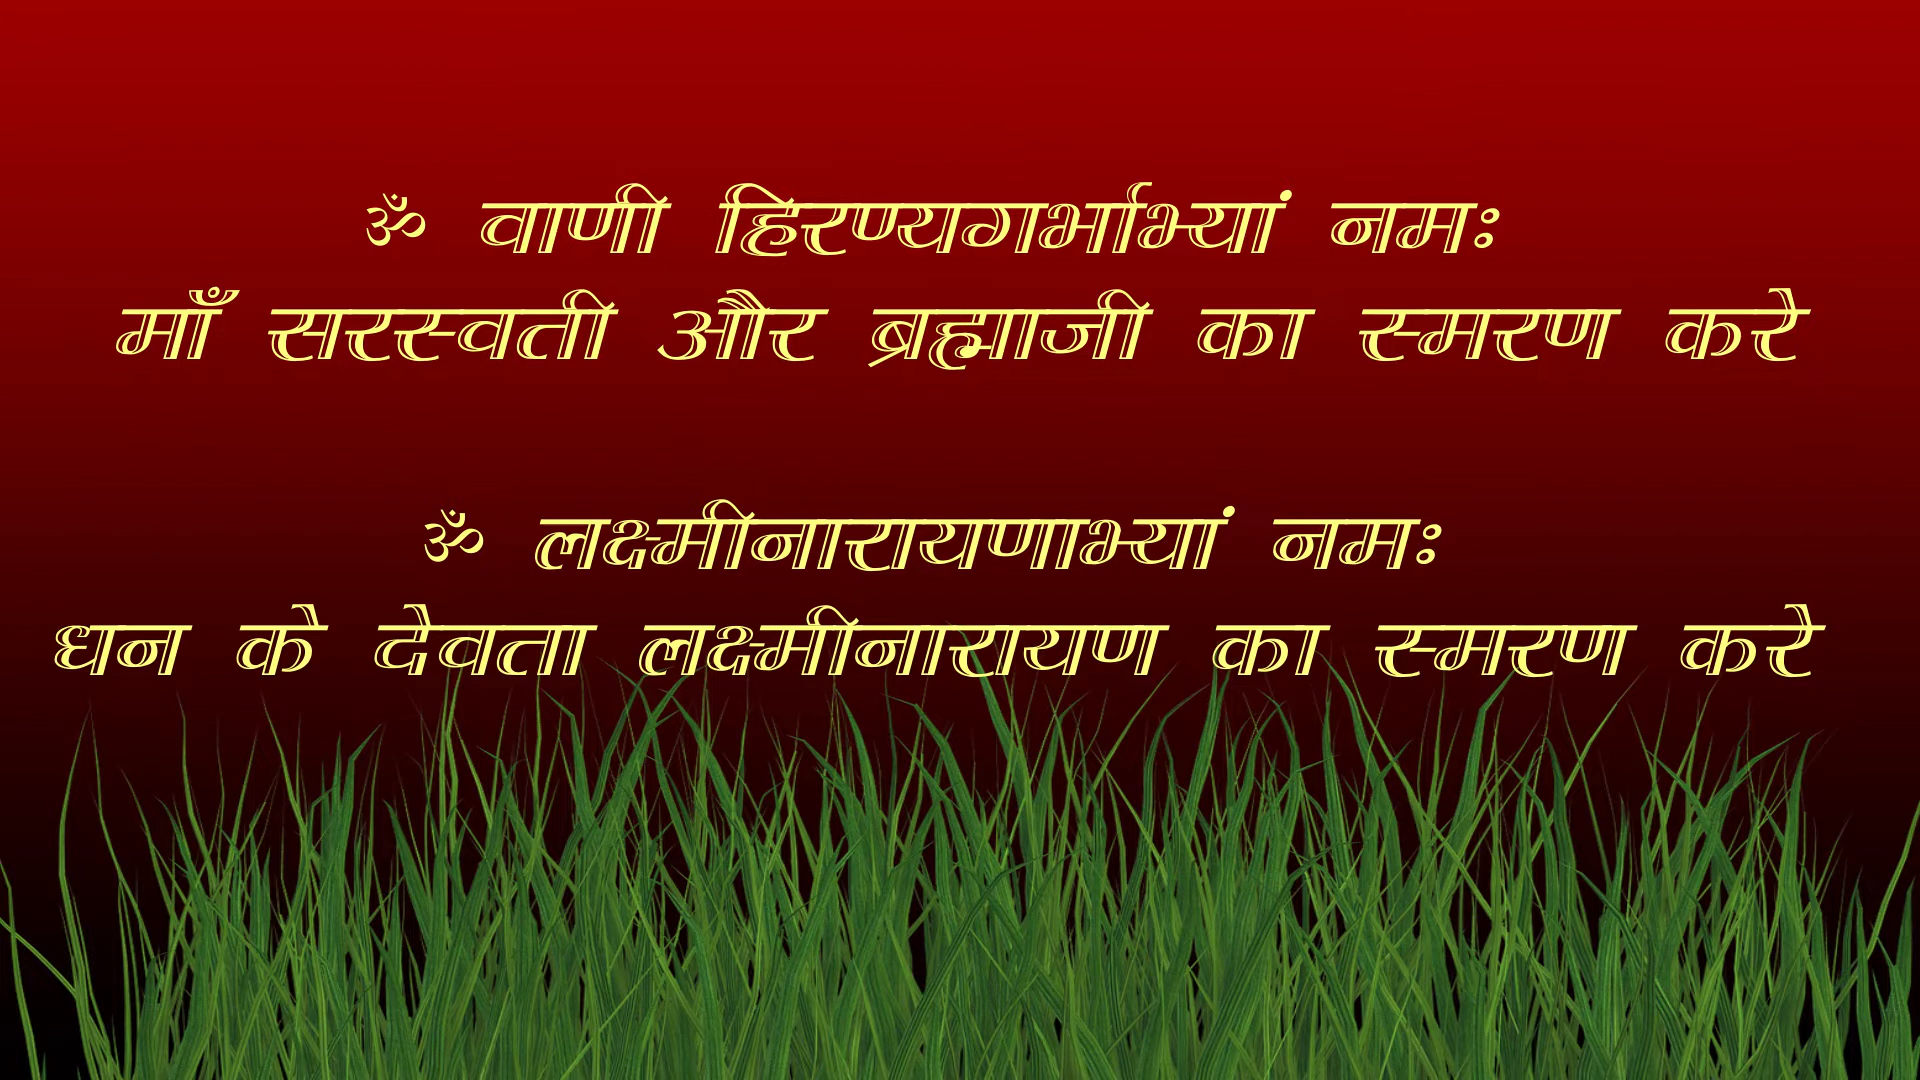 ॐ वाणी हिरण्यगर्भाभ्यां नमः
माँ सरस्वती और ब्रह्माजी का स्मरण करे
ॐ लक्ष्मीनारायणाभ्यां नमः
धन के देवता लक्ष्मीनारायण का स्मरण करे